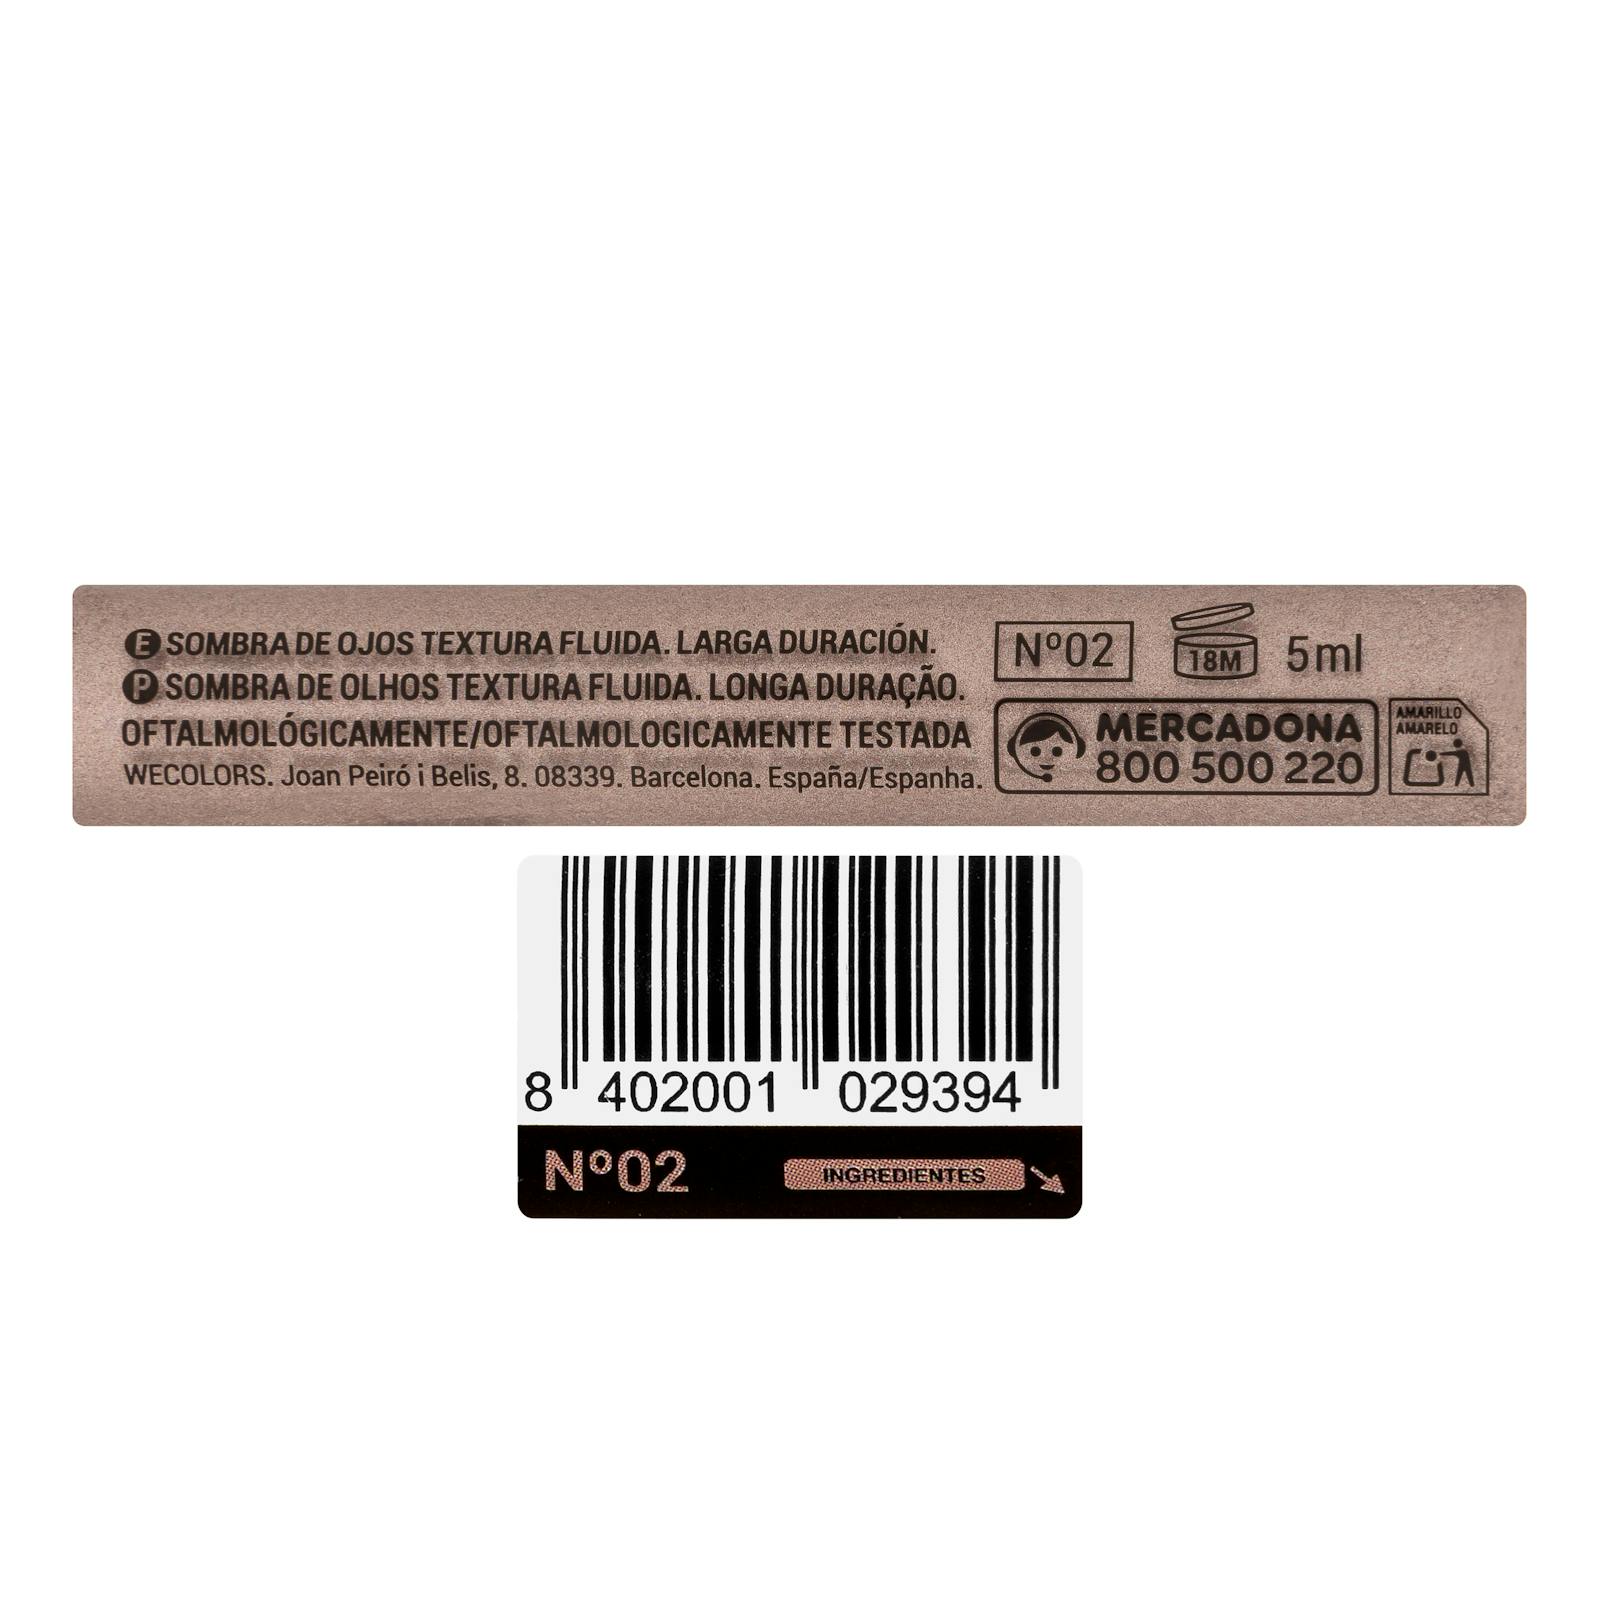 E SOMBRA DE OJOS TEXTURA FLUIDA. LARGA DURACIÓN.
P SOMBRA DE OLHOS TEXTURA FLUIDA. LONGA DURAÇÃO.
OFTALMOLÓGICAMENTE/OFTALMOLOGICAMENTE TESTADA
WECOLORS. Joan Peiró i Belis, 8. 08339. Barcelona. España/Espanha.
Nº02
18M
5ml
MERCADONA
800 500 220
AMARILLO
AMARELO
8 402001 029394
Nº02
INGREDIENTES